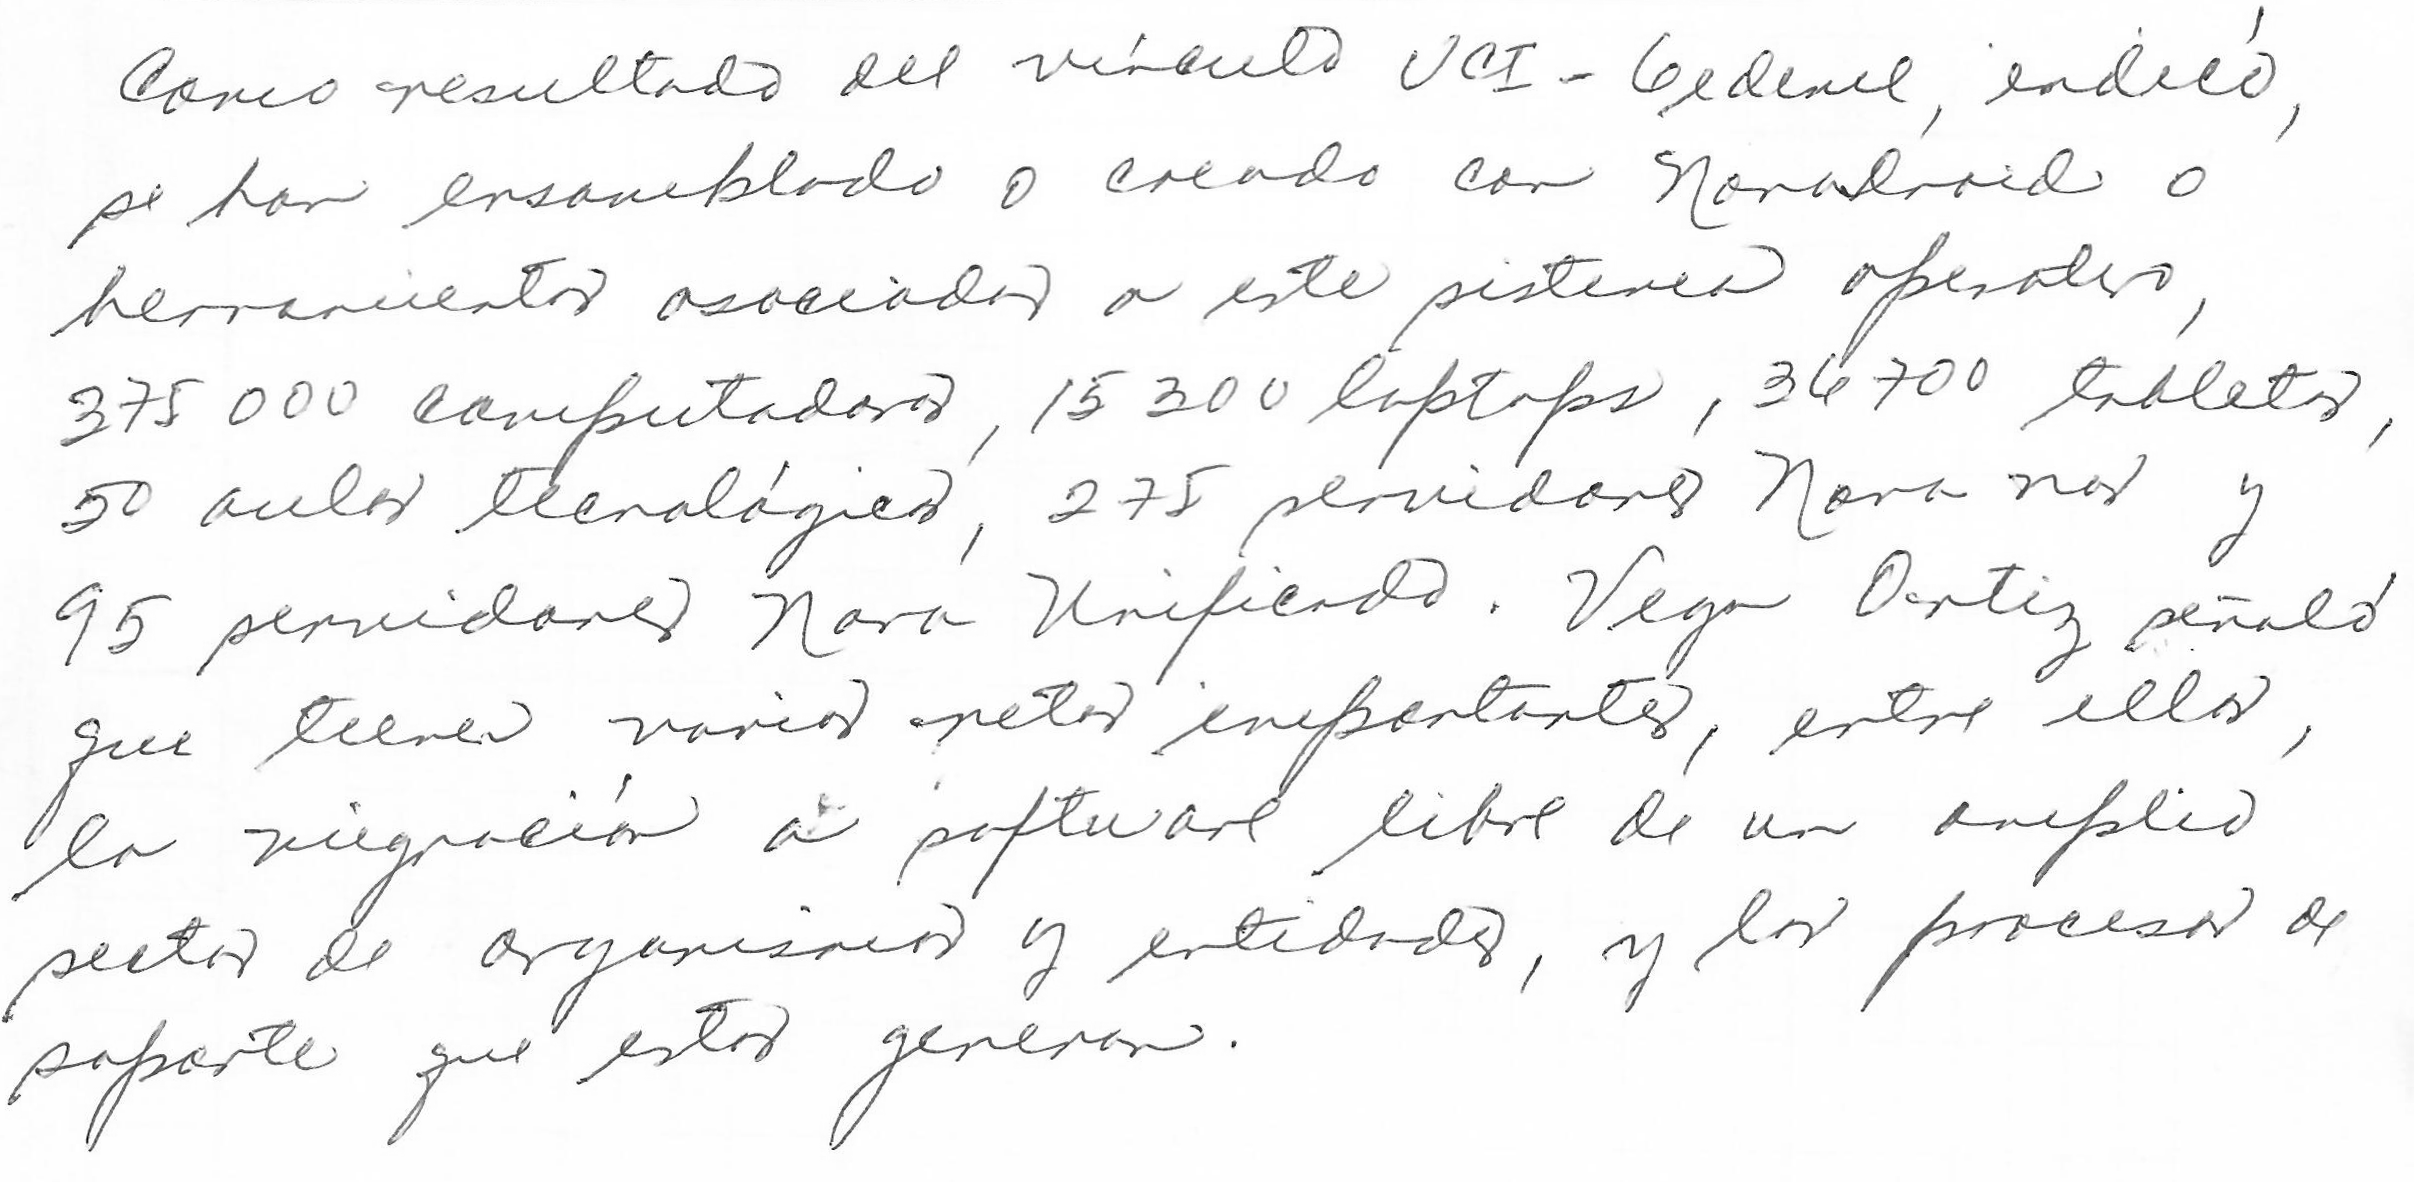 Como resultado del vínculo UCI - Gedeme, indicó,
se han ensamblado o creado con Novadroid o
herramientas asociadas a este sistema operativo,
375 000 computadoras, 15 300 laptops, 36 700 tabletas,
50 aulas tecnológicas, 275 servidores Nova nas y
95 servidores Nova Unificado. Vega Ortiz señaló
que tienen varios retos importantes, entre ellos,
la migración a software libre de un amplio
sector de organismos y entidades, y los procesos de
soporte que estos generan.